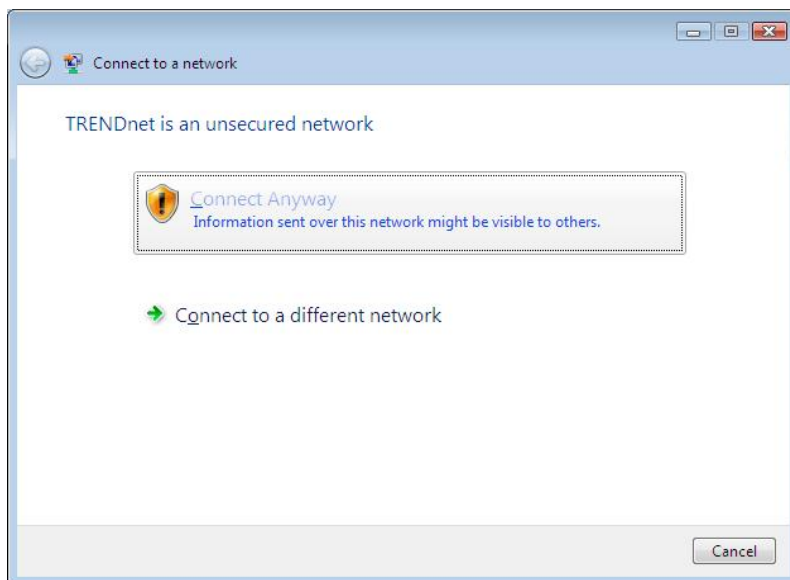 Connect to a network
TRENDnet is an unsecured network
Connect Anyway
Information sent over this network might be visible to others.
Connect to a different network
Cancel